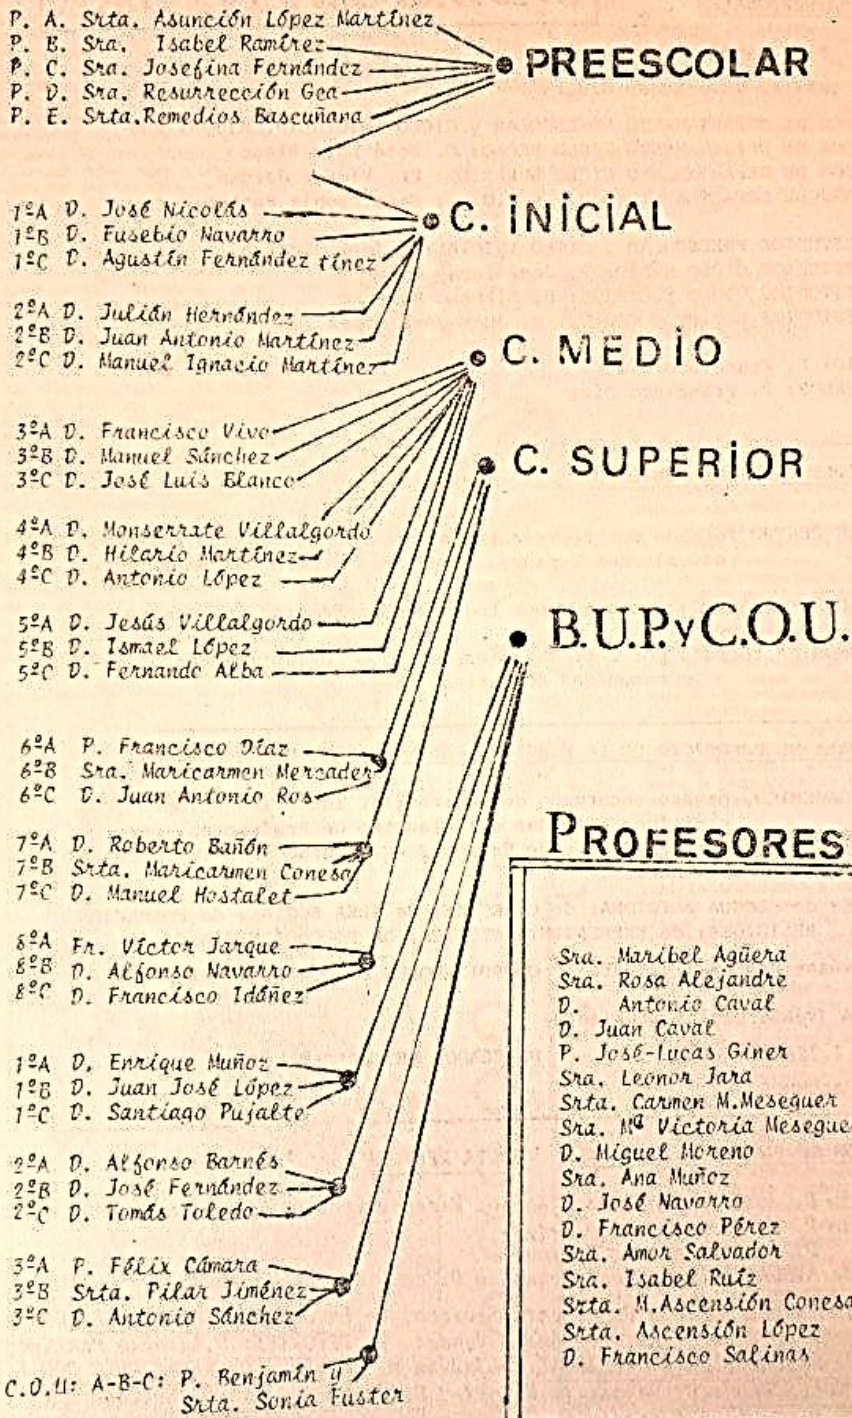 P. A. Srta. Asunción López Martínez
P. B. Sra. Isabel Ramírez
P. C. Sra. Josefina Fernández
P. D. Sra. Resurrección Gea
P. E. Srta. Remedios Bascuñana
PREESCOLAR
1ºA D. José Nicolás
1ºB D. Eusebio Navarro
1ºC D. Agustín Fernández tínez
C. INICIAL
2ºA D. Julián Hernández
2ºB D. Juan Antonio Martínez
2ºC D. Manuel Ignacio Martínez
C. MEDIO
3ºA D. Francisco Vivo
3ºB D. Manuel Sánchez
3ºC D. José Luis Blanco
C. SUPERIOR
4ºA D. Monserrate Villalgordo
4ºB D. Hilario Martínez
4ºC D. Antonio López
5ºA D. Jesús Villalgordo
5ºB D. Ismael López
5ºC D. Fernando Alba
B.U.P. Y C.O.U.
6ºA P. Francisco Díaz
6ºB Sra. Maricarmen Mercader
6ºC D. Juan Antonio Ros
7ºA D. Roberto Bañón
7ºB Srta. Maricarmen Conesa
7ºC D. Manuel Hostalet
8ºA Fr. Víctor Jarque
8ºB D. Alfonso Navarro
8ºC D. Francisco Idáñez
1ºA D. Enrique Muñoz
1ºB D. Juan José López
1ºC D. Santiago Pujalte
2ºA D. Alfonso Barnés
2ºB D. José Fernández
2ºC D. Tomás Toledo
3ºA P. Félix Cámara
3ºB Srta. Pilar Jiménez
3ºC D. Antonio Sánchez
C.O.U: A-B-C: P. Benjamín y
Srta. Sonia Fuster
PROFESORES
Sra. Maribel Agüera
Sra. Rosa Alejandre
D. Antonio Caval
D. Juan Caval
P. José-Lucas Giner
Sra. Leonor Jara
Srta. Carmen M.Meseguer
Sra. Mª Victoria Mesegue
D. Miguel Moreno
Sra. Ana Muñoz
D. José Navarro
D. Francisco Pérez
Sra. Amor Salvador
Sra. Isabel Ruíz
Srta. M.Ascensión Conesa
Srta. Ascensión López
D. Francisco Salinas